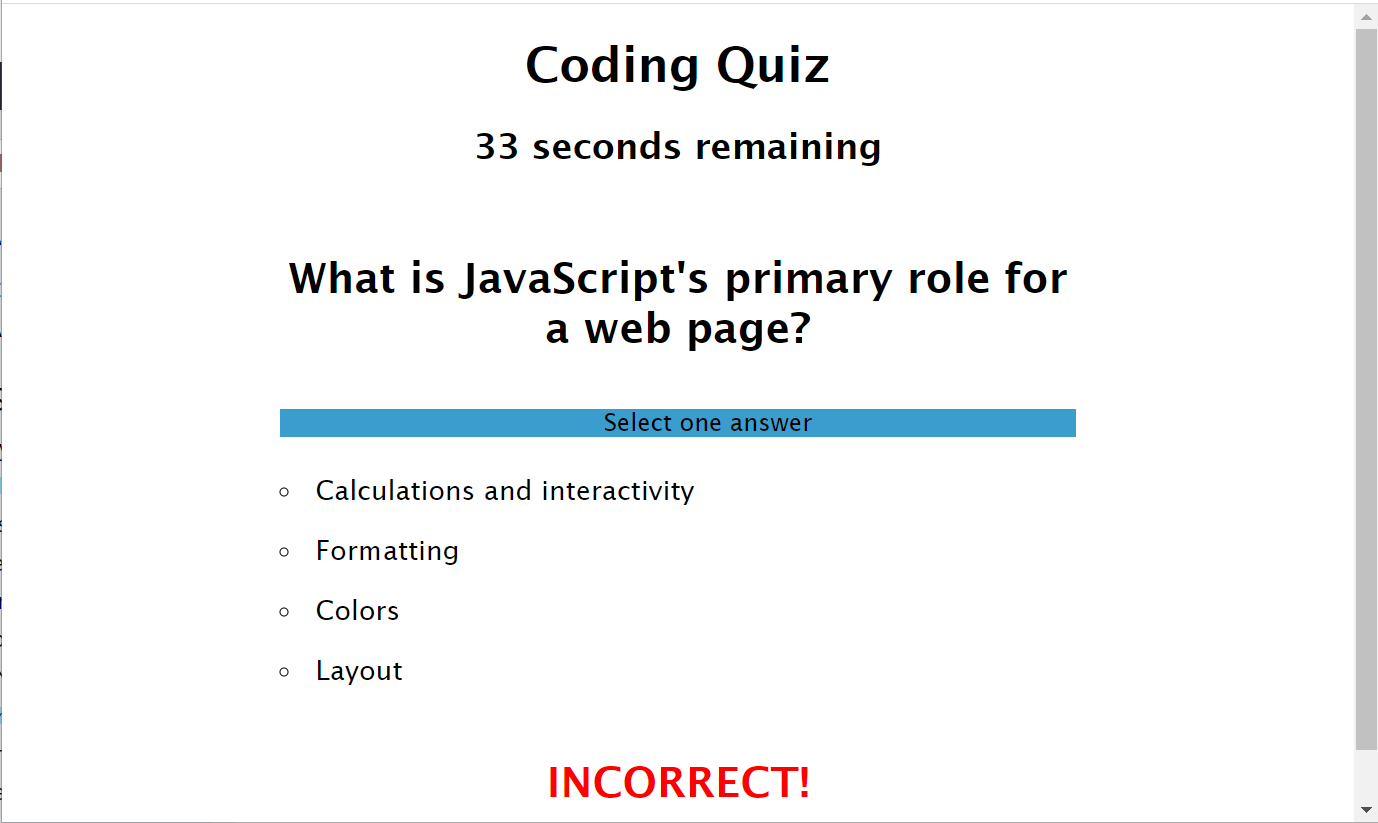 Coding Quiz
33 seconds remaining
What is JavaScript's primary role for
a web page?
Select one answer
Calculations and interactivity
Formatting
Colors
Layout
INCORRECT!